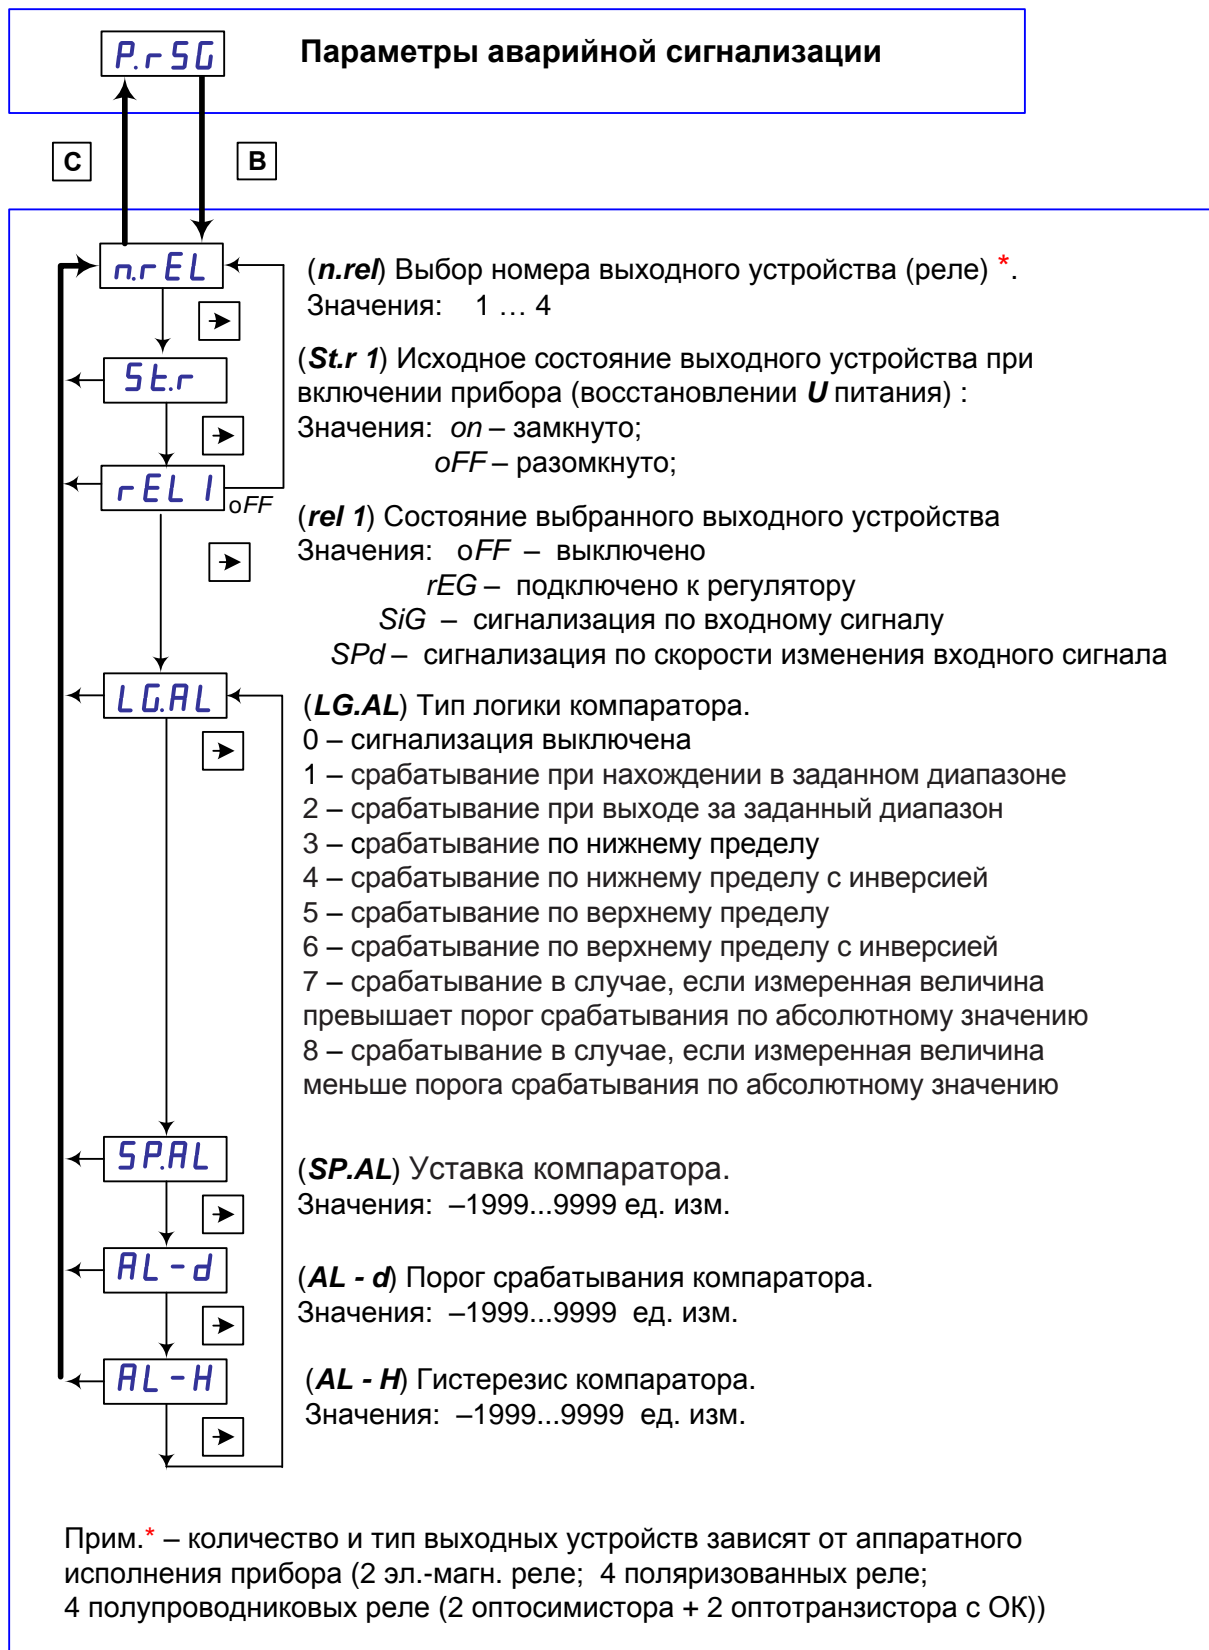 P.rSG Параметры аварийной сигнализации
C B
n.rEL
(n.rel) Выбор номера выходного устройства (реле) *.
Значения: 1 … 4
St.r
(St.r 1) Исходное состояние выходного устройства при
включении прибора (восстановлении U питания) :
Значения: on – замкнуто;
oFF – разомкнуто;
rEL 1
oFF
(rel 1) Состояние выбранного выходного устройства
Значения: oFF – выключено
rEG – подключено к регулятору
SiG – сигнализация по входному сигналу
SPd – сигнализация по скорости изменения входного сигнала
LG.AL
(LG.AL) Тип логики компаратора.
0 – сигнализация выключена
1 – срабатывание при нахождении в заданном диапазоне
2 – срабатывание при выходе за заданный диапазон
3 – срабатывание по нижнему пределу
4 – срабатывание по нижнему пределу с инверсией
5 – срабатывание по верхнему пределу
6 – срабатывание по верхнему пределу с инверсией
7 – срабатывание в случае, если измеренная величина
превышает порог срабатывания по абсолютному значению
8 – срабатывание в случае, если измеренная величина
меньше порога срабатывания по абсолютному значению
SP.AL
(SP.AL) Уставка компаратора.
Значения: –1999...9999 ед. изм.
AL-d
(AL - d) Порог срабатывания компаратора.
Значения: –1999...9999 ед. изм.
AL-H
(AL - H) Гистерезис компаратора.
Значения: –1999...9999 ед. изм.
Прим.* – количество и тип выходных устройств зависят от аппаратного
исполнения прибора (2 эл.-магн. реле; 4 поляризованных реле;
4 полупроводниковых реле (2 оптосимистора + 2 оптотранзистора с ОК))